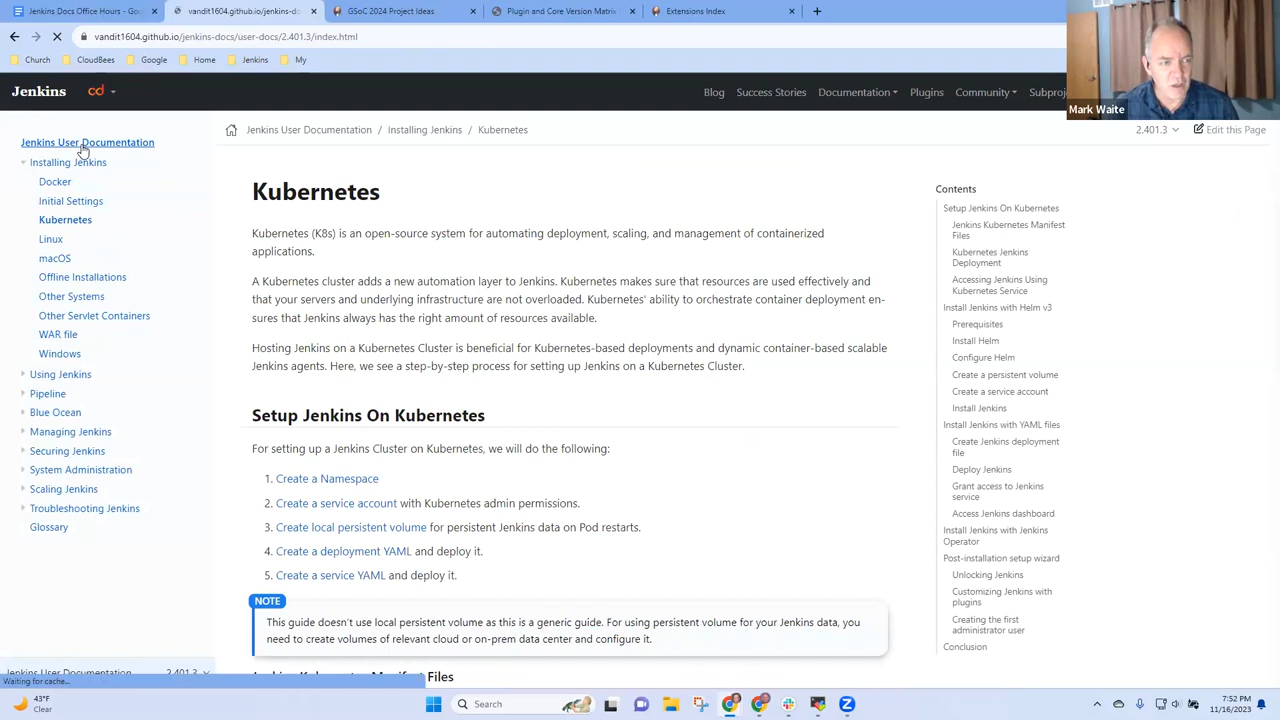 Jenkins Docs Office Hours - Goo
vandit1604.github.io/jenkins-do
GSoC 2024 Project Ideas
Plugin and Core Version Matrix
Extensions Index
vandit1604.github.io/jenkins-docs/user-docs/2.401.3/index.html
Church
CloudBees
Google
Home
Jenkins
My
Jenkins
cd
Blog
Success Stories
Documentation
Plugins
Community
Subproj
Mark Waite
Jenkins User Documentation
Installing Jenkins
Docker
Initial Settings
Kubernetes
Linux
macOS
Offline Installations
Other Systems
Other Servlet Containers
WAR file
Windows
Using Jenkins
Pipeline
Blue Ocean
Managing Jenkins
Securing Jenkins
System Administration
Scaling Jenkins
Troubleshooting Jenkins
Glossary
Jenkins User Documentation
2.401.3
Waiting for cache...
Jenkins User Documentation / Installing Jenkins / Kubernetes
2.401.3
Edit this Page
Kubernetes
Kubernetes (K8s) is an open-source system for automating deployment, scaling, and management of containerized
applications.
A Kubernetes cluster adds a new automation layer to Jenkins. Kubernetes makes sure that resources are used effectively and
that your servers and underlying infrastructure are not overloaded. Kubernetes' ability to orchestrate container deployment en-
sures that Jenkins always has the right amount of resources available.
Hosting Jenkins on a Kubernetes Cluster is beneficial for Kubernetes-based deployments and dynamic container-based scalable
Jenkins agents. Here, we see a step-by-step process for setting up Jenkins on a Kubernetes Cluster.
Setup Jenkins On Kubernetes
For setting up a Jenkins Cluster on Kubernetes, we will do the following:
1. Create a Namespace
2. Create a service account with Kubernetes admin permissions.
3. Create local persistent volume for persistent Jenkins data on Pod restarts.
4. Create a deployment YAML and deploy it.
5. Create a service YAML and deploy it.
NOTE
This guide doesn't use local persistent volume as this is a generic guide. For using persistent volume for your Jenkins data, you
need to create volumes of relevant cloud or on-prem data center and configure it.
Jenkins Kubernetes Manifest Files
Contents
Setup Jenkins On Kubernetes
Jenkins Kubernetes Manifest
Files
Kubernetes Jenkins
Deployment
Accessing Jenkins Using
Kubernetes Service
Install Jenkins with Helm v3
Prerequisites
Install Helm
Configure Helm
Create a persistent volume
Create a service account
Install Jenkins
Install Jenkins with YAML files
Create Jenkins deployment
file
Deploy Jenkins
Grant access to Jenkins
service
Access Jenkins dashboard
Install Jenkins with Jenkins
Operator
Post-installation setup wizard
Unlocking Jenkins
Customizing Jenkins with
plugins
Creating the first
administrator user
Conclusion
43°F
Clear
Search
7:52 PM
11/16/2023